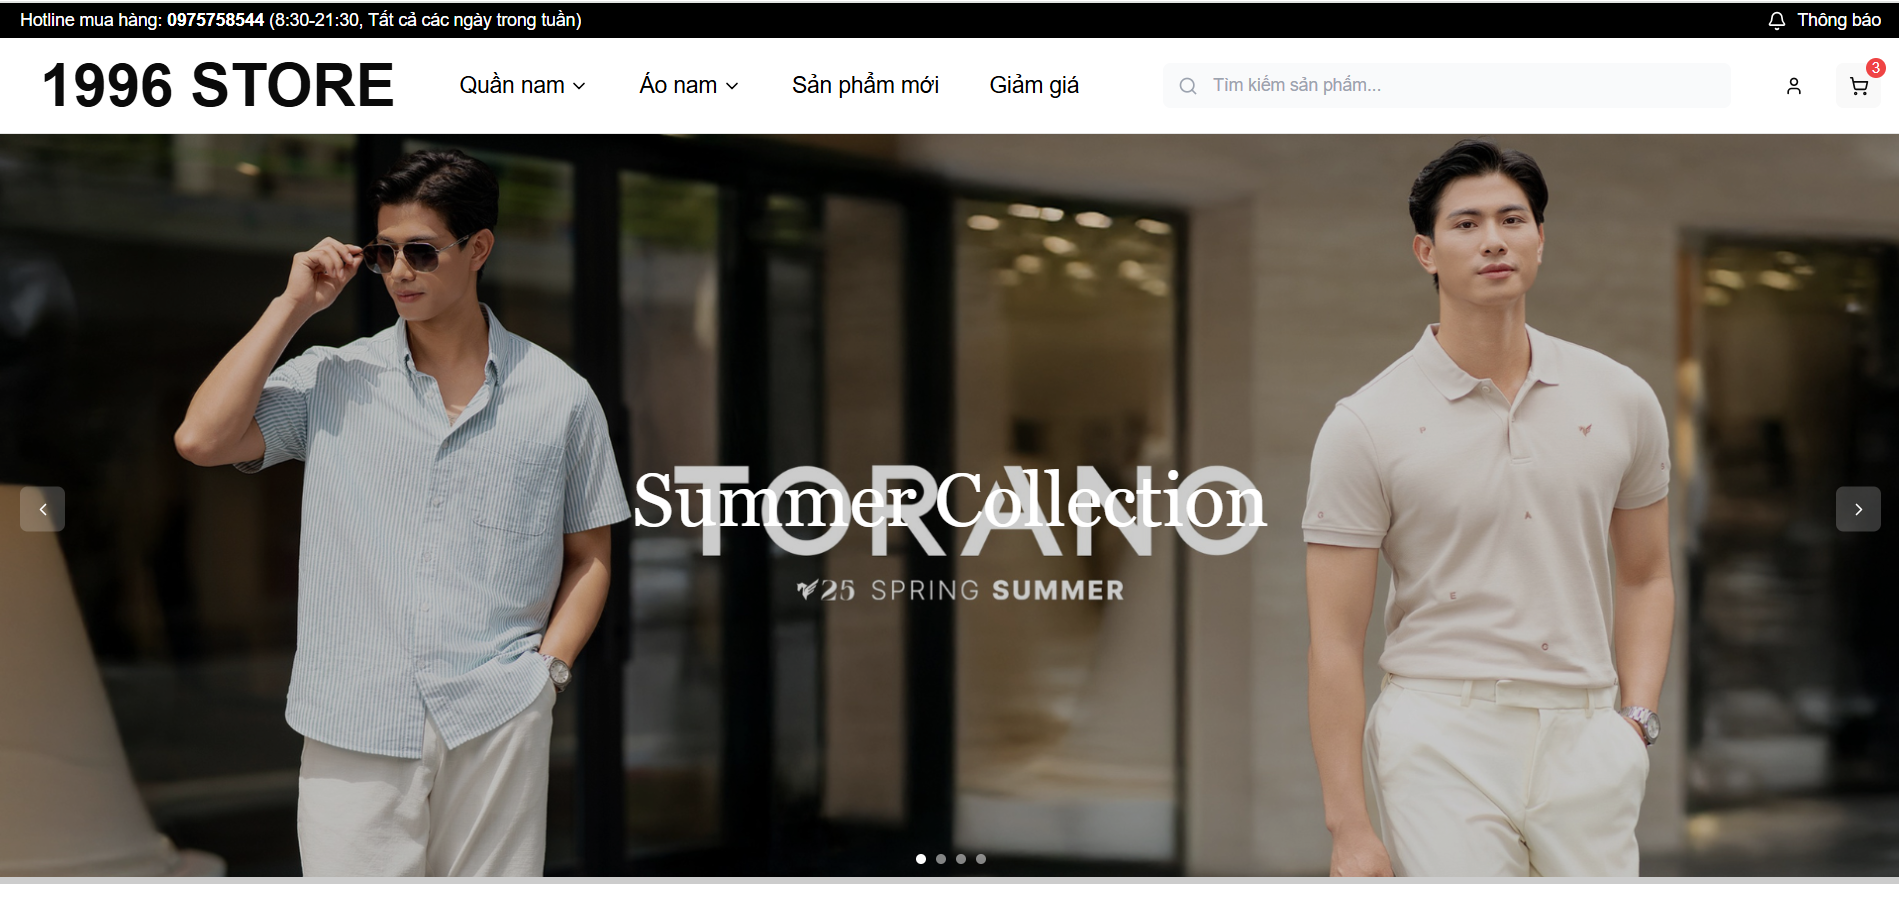 Hotline mua hàng: 0975758544 (8:30-21:30, Tất cả các ngày trong tuần)
Thông báo
1996 STORE
Quần nam
Áo nam
Sản phẩm mới
Giảm giá
Tìm kiếm sản phẩm...
3
Summer Collection
TORANO
25 SPRING SUMMER
P
S
O
A
E
O